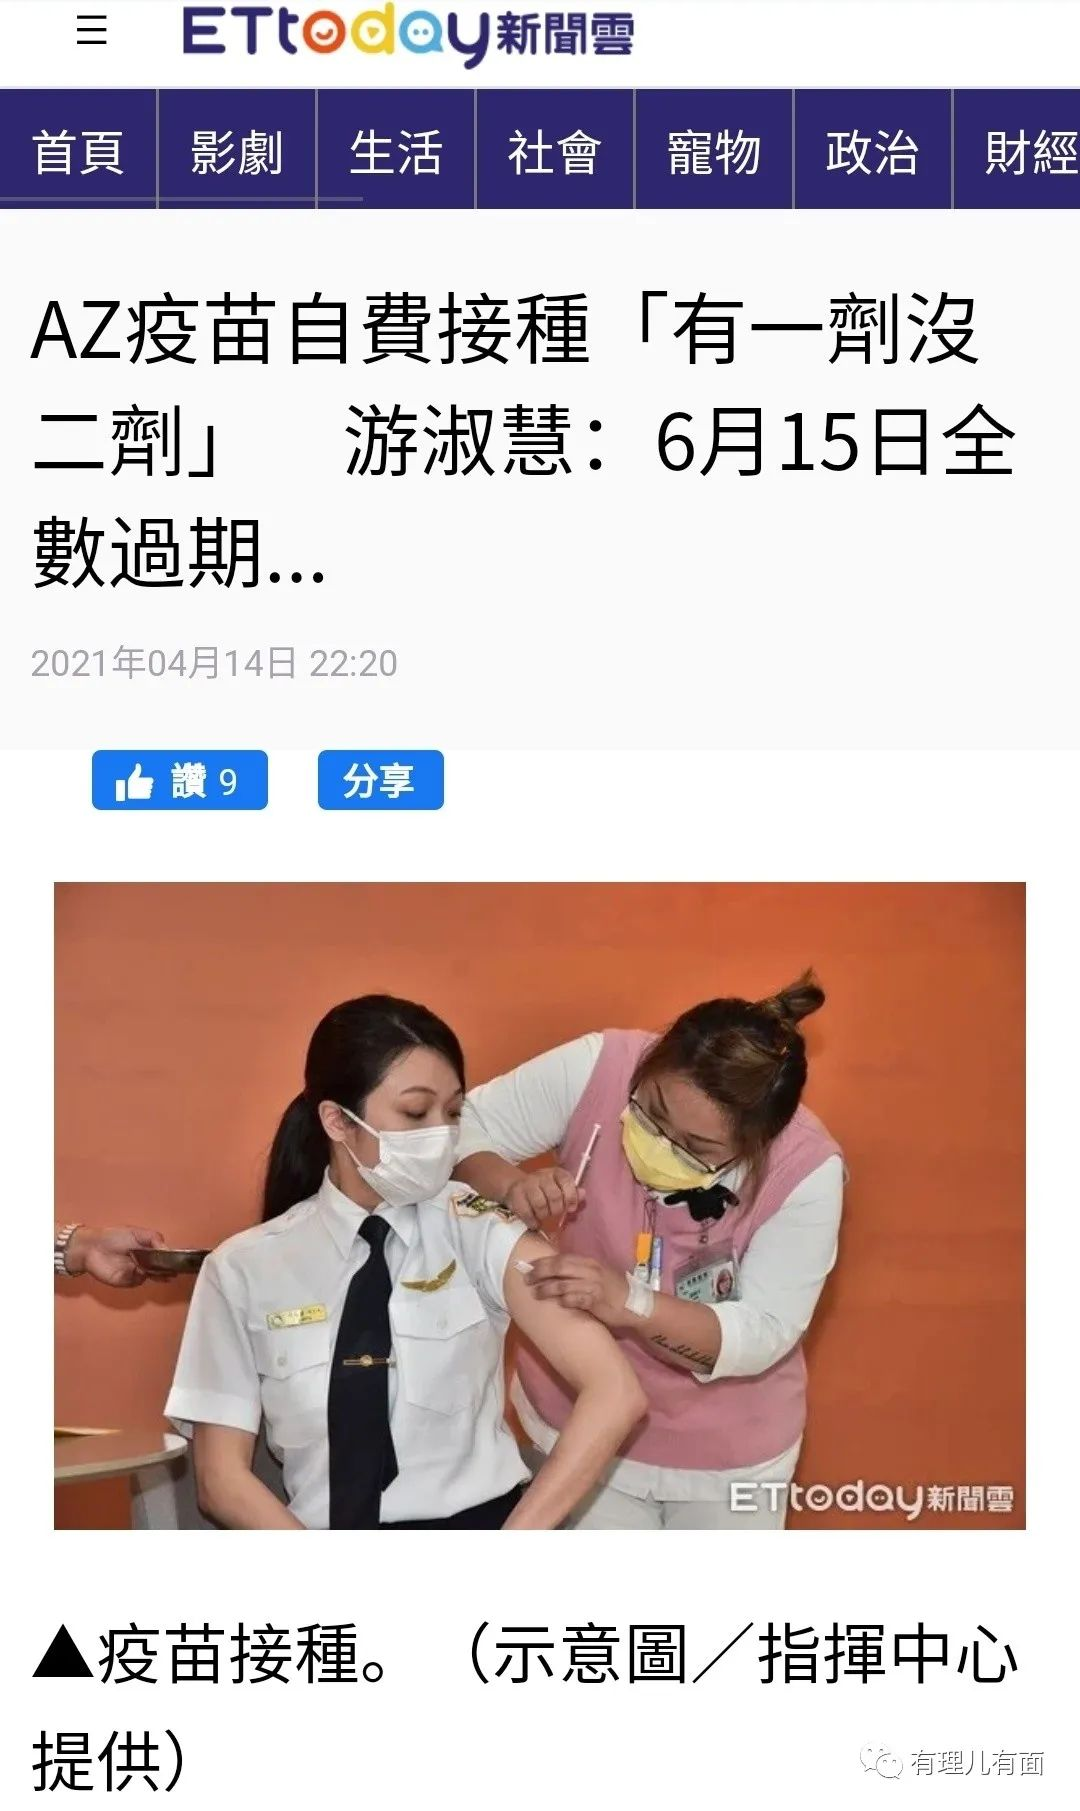 ETtoday新聞雲
首頁 影劇 生活 社會 寵物 政治 財經
AZ疫苗自費接種「有一劑沒
二劑」 游淑慧：6月15日全
數過期...
2021年04月14日 22:20
讚 9 分享
ETtoday新聞雲
▲疫苗接種。（示意圖／指揮中心
提供）
有理儿有面